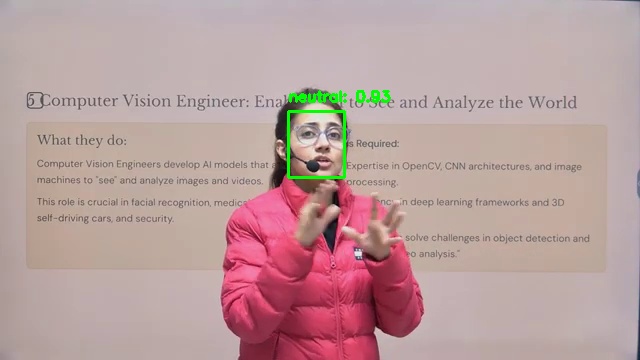 5 Computer Vision Engineer: Ena to See and Analyze the World
neutral: 0.93
What they do:
s Required:
Computer Vision Engineers develop AI models that a
Expertise in OpenCV, CNN architectures, and image
machines to "see" and analyze images and videos.
processing.
This role is crucial in facial recognition, medic
in deep learning frameworks and 3D
self-driving cars, and security.
solve challenges in object detection and
eo analysis."